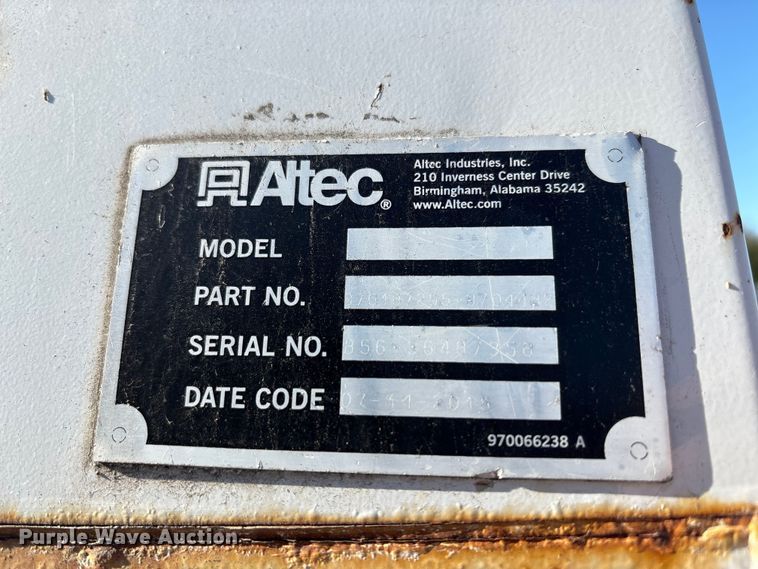 Altec®
Altec Industries, Inc.
210 Inverness Center Drive
Birmingham, Alabama 35242
www.Altec.com
MODEL
PART NO.
SERIAL NO.
DATE CODE
970066238 A
Purple Wave Auction